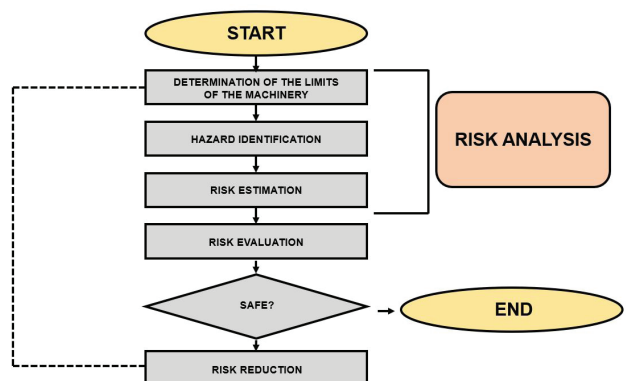 START
DETERMINATION OF THE LIMITS
OF THE MACHINERY
HAZARD IDENTIFICATION
RISK ANALYSIS
RISK ESTIMATION
RISK EVALUATION
SAFE?
END
RISK REDUCTION